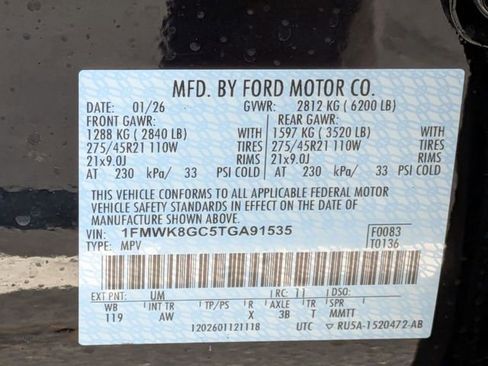 MFD. BY FORD MOTOR CO.
DATE: 01/26 GVWR: 2812 KG ( 6200 LB)
FRONT GAWR: REAR GAWR:
1288 KG ( 2840 LB) WITH 1597 KG ( 3520 LB) WITH
275/45R21 110W TIRES 275/45R21 110W TIRES
21x9.0J RIMS 21x9.0J RIMS
AT 230 kPa/ 33 PSI COLD AT 230 kPa/ 33 PSI COLD
THIS VEHICLE CONFORMS TO ALL APPLICABLE FEDERAL MOTOR
VEHICLE SAFETY STANDARDS IN EFFECT ON THE DATE OF
MANUFACTURE SHOWN ABOVE.
VIN: 1FMWK8GC5TGA91535 F0083
TYPE: MPV T0136
EXT PNT: UM RC: 11 DSO:
WB INT TR TP/PS R AXLE TR SPR
119 AW X 3B T MMTT
1202601121118 UTC ▽ RU5A-1520472-AB